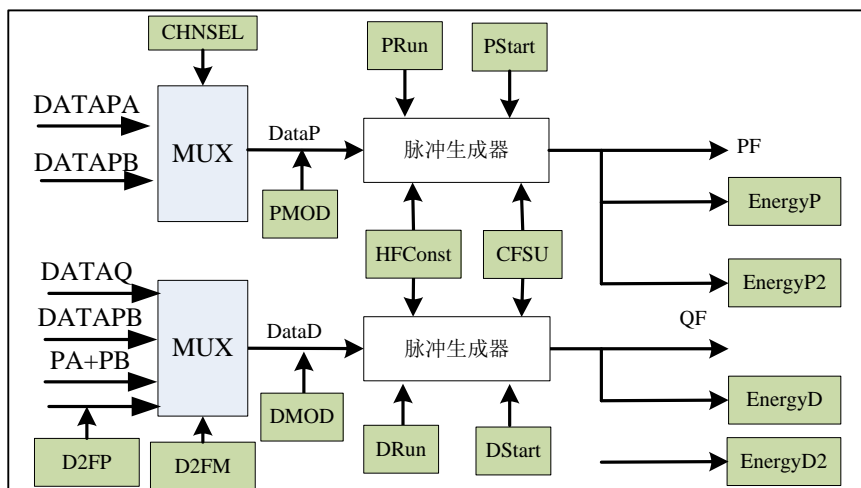 CHNSEL
PRun
PStart
DATAPA
DATAPB
MUX
DataP
脉冲生成器
PF
PMOD
EnergyP
HFConst
CFSU
EnergyP2
DATAQ
DATAPB
PA+PB
MUX
DataD
脉冲生成器
QF
DMOD
EnergyD
D2FP
D2FM
DRun
DStart
EnergyD2